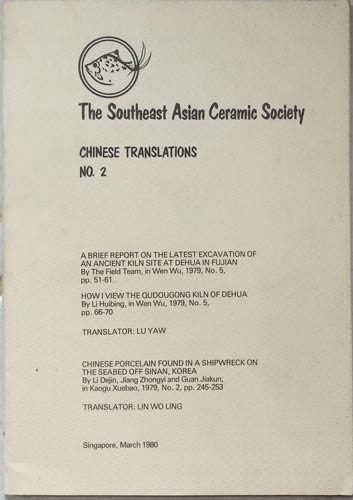 The Southeast Asian Ceramic Society
CHINESE TRANSLATIONS
NO. 2
A BRIEF REPORT ON THE LATEST EXCAVATION OF
AN ANCIENT KILN SITE AT DEHUA IN FUJIAN
By The Field Team, in Wen Wu, 1979, No. 5,
pp. 51-61.
HOW I VIEW THE QUDOUGONG KILN OF DEHUA
By Li Huibing, in Wen Wu, 1979, No. 5,
pp. 66-70
TRANSLATOR: LU YAW
CHINESE PORCELAIN FOUND IN A SHIPWRECK ON
THE SEABED OFF SINAN, KOREA
By Li Dejin, Jiang Zhongyi and Guan Jiakun,
in Kaogu Xuebao, 1979, No. 2, pp. 245-253
TRANSLATOR: LIN WO LING
Singapore, March 1980